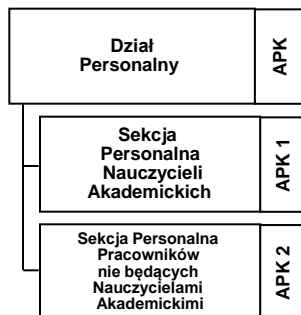 Dział
Personalny
APK
Sekcja
Personalna
Nauczycieli
Akademickich
APK 1
Sekcja Personalna
Pracowników
nie będących
Nauczycielami
Akademickimi
APK 2